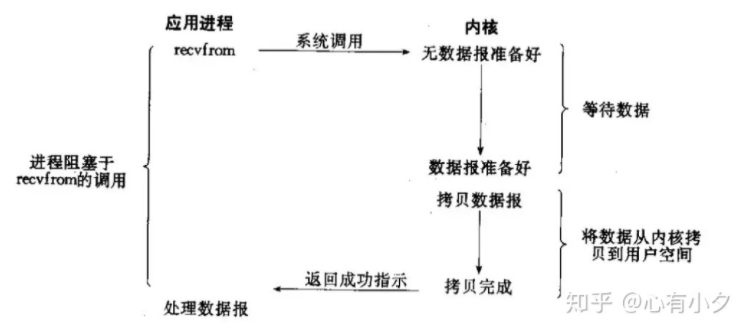 应用进程
内核
recvfrom
系统调用
无数据报准备好
等待数据
进程阻塞于
recvfrom的调用
数据报准备好
拷贝数据报
将数据从内核拷
贝到用户空间
返回成功指示
拷贝完成
处理数据报
知乎 @心有小夕